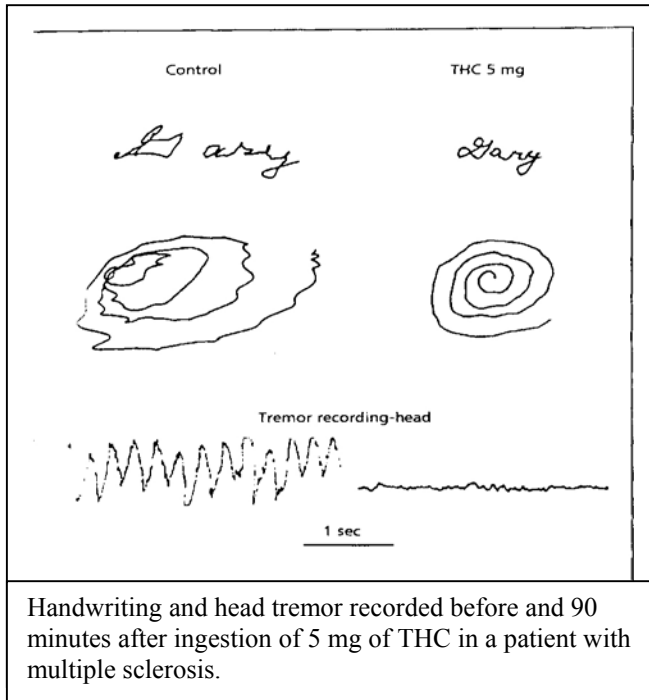 Control THC 5 mg
Gary Gary
Tremor recording-head
1 sec
Handwriting and head tremor recorded before and 90
minutes after ingestion of 5 mg of THC in a patient with
multiple sclerosis.